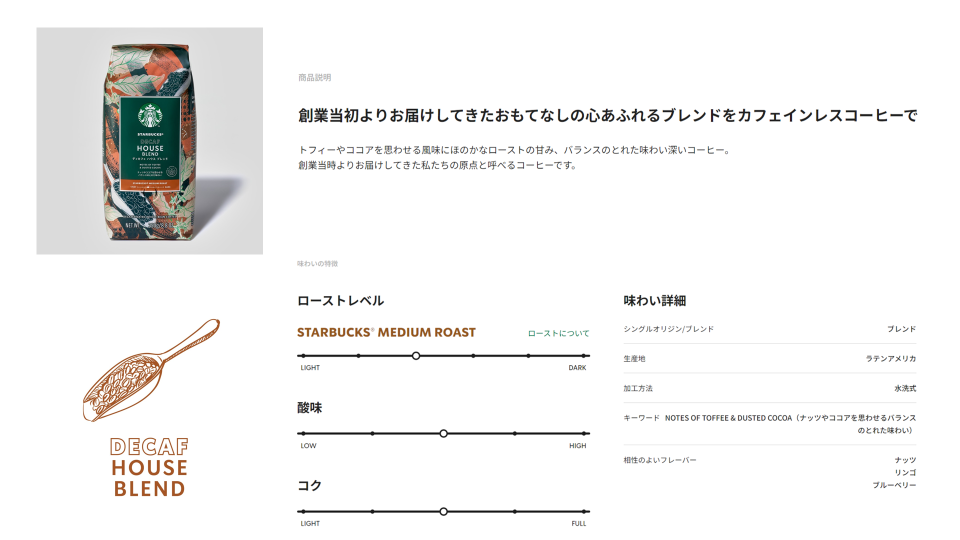 商品説明
創業当初よりお届けしてきたおもてなしの心あふれるブレンドをカフェインレスコーヒーで
トフィーやココアを思わせる風味にほのかなローストの甘み、バランスのとれた味わい深いコーヒー。
創業当時よりお届けしてきた私たちの原点と呼べるコーヒーです。
STARBUCKS®
DECAF
HOUSE
BLEND
味わいの特徴
ローストレベル
STARBUCKS® MEDIUM ROAST
ローストについて
LIGHT
DARK
酸味
LOW
HIGH
コク
LIGHT
FULL
味わい詳細
シングルオリジン/ブレンド
ブレンド
生産地
ラテンアメリカ
加工方法
水洗式
キーワード NOTES OF TOFFEE & DUSTED COCOA（ナッツやココアを思わせるバランス
のとれた味わい）
相性のよいフレーバー
ナッツ
リンゴ
ブルーベリー
DECAF
HOUSE
BLEND